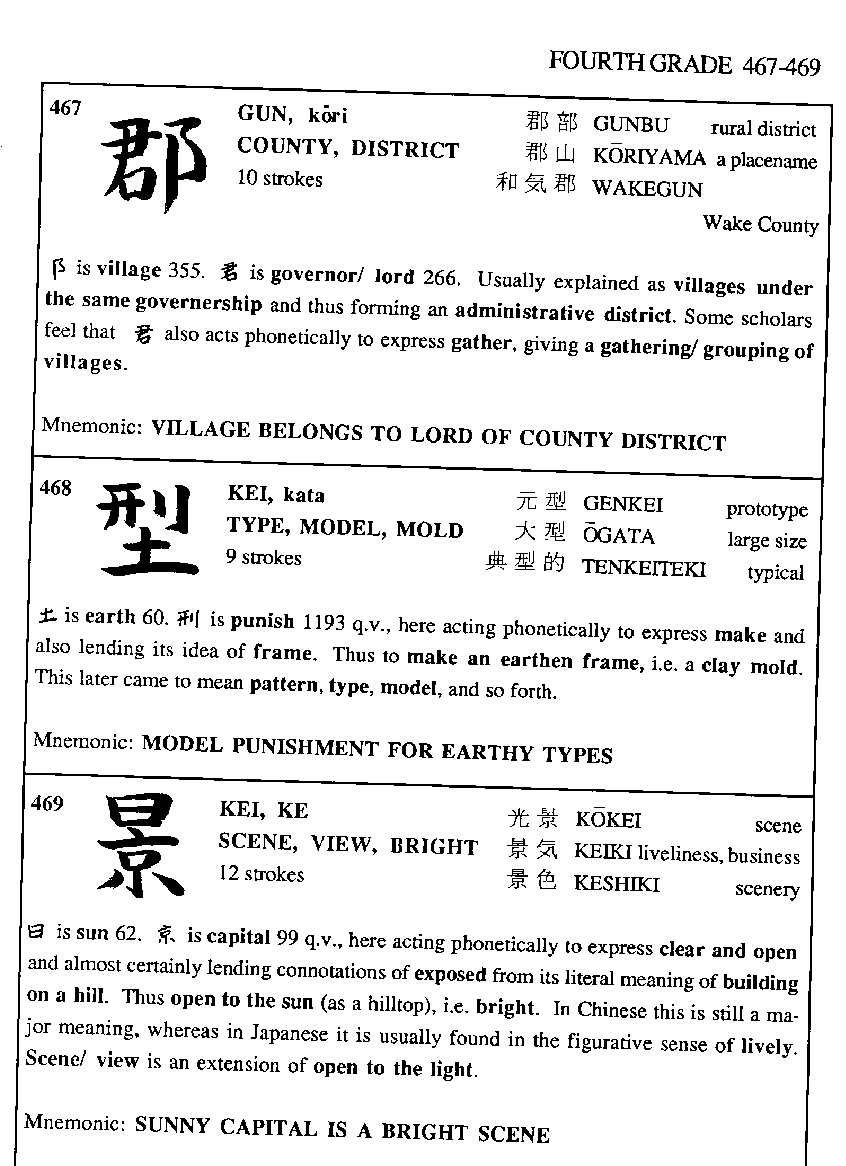 FOURTH GRADE 467-469
467
郡
GUN, kōri
COUNTY, DISTRICT
10 strokes
郡部 GUNBU rural district
郡山 KŌRIYAMA a placename
和気郡 WAKEGUN
Wake County
阝 is village 355. 君 is governor/ lord 266. Usually explained as villages under
the same governership and thus forming an administrative district. Some scholars
feel that 君 also acts phonetically to express gather, giving a gathering/ grouping of
villages.
Mnemonic: VILLAGE BELONGS TO LORD OF COUNTY DISTRICT
468
型
KEI, kata
TYPE, MODEL, MOLD
9 strokes
元型 GENKEI prototype
大型 ŌGATA large size
典型的 TENKEITEKI typical
土 is earth 60. 刑 is punish 1193 q.v., here acting phonetically to express make and
also lending its idea of frame. Thus to make an earthen frame, i.e. a clay mold.
This later came to mean pattern, type, model, and so forth.
Mnemonic: MODEL PUNISHMENT FOR EARTHY TYPES
469
景
KEI, KE
SCENE, VIEW, BRIGHT
12 strokes
光景 KŌKEI scene
景気 KEIKI liveliness, business
景色 KESHIKI scenery
日 is sun 62. 京 is capital 99 q.v., here acting phonetically to express clear and open
and almost certainly lending connotations of exposed from its literal meaning of building
on a hill. Thus open to the sun (as a hilltop), i.e. bright. In Chinese this is still a ma-
jor meaning, whereas in Japanese it is usually found in the figurative sense of lively.
Scene/ view is an extension of open to the light.
Mnemonic: SUNNY CAPITAL IS A BRIGHT SCENE